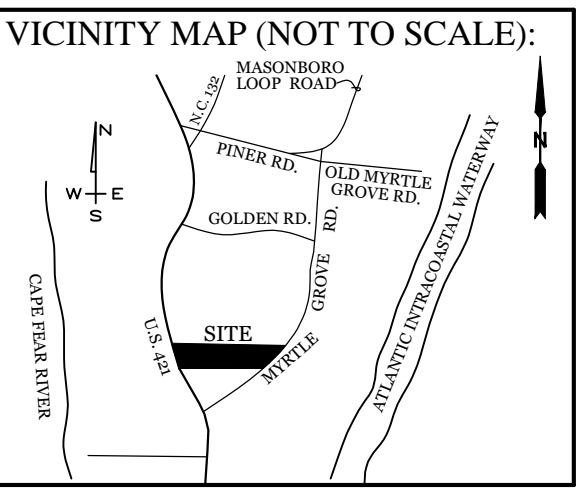 VICINITY MAP (NOT TO SCALE):
MASONBORO
LOOP ROAD
N.C. 132
N
N
PINER RD.
OLD MYRTLE
GROVE RD.
W
E
S
GOLDEN RD.
MYRTLE GROVE RD.
ATLANTIC INTRACOASTAL WATERWAY
CAPE FEAR RIVER
U.S. 421
SITE